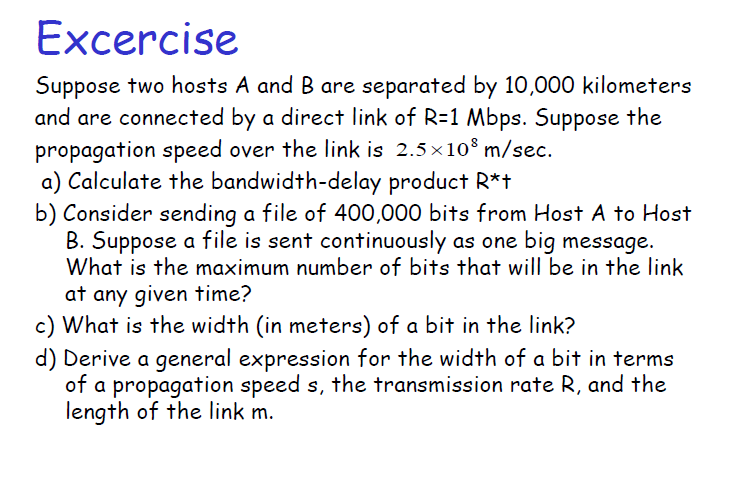 Excercise
Suppose two hosts A and B are separated by 10,000 kilometers
and are connected by a direct link of R=1 Mbps. Suppose the
propagation speed over the link is 2.5×10⁸ m/sec.
a) Calculate the bandwidth-delay product R*t
b) Consider sending a file of 400,000 bits from Host A to Host
B. Suppose a file is sent continuously as one big message.
What is the maximum number of bits that will be in the link
at any given time?
c) What is the width (in meters) of a bit in the link?
d) Derive a general expression for the width of a bit in terms
of a propagation speed s, the transmission rate R, and the
length of the link m.